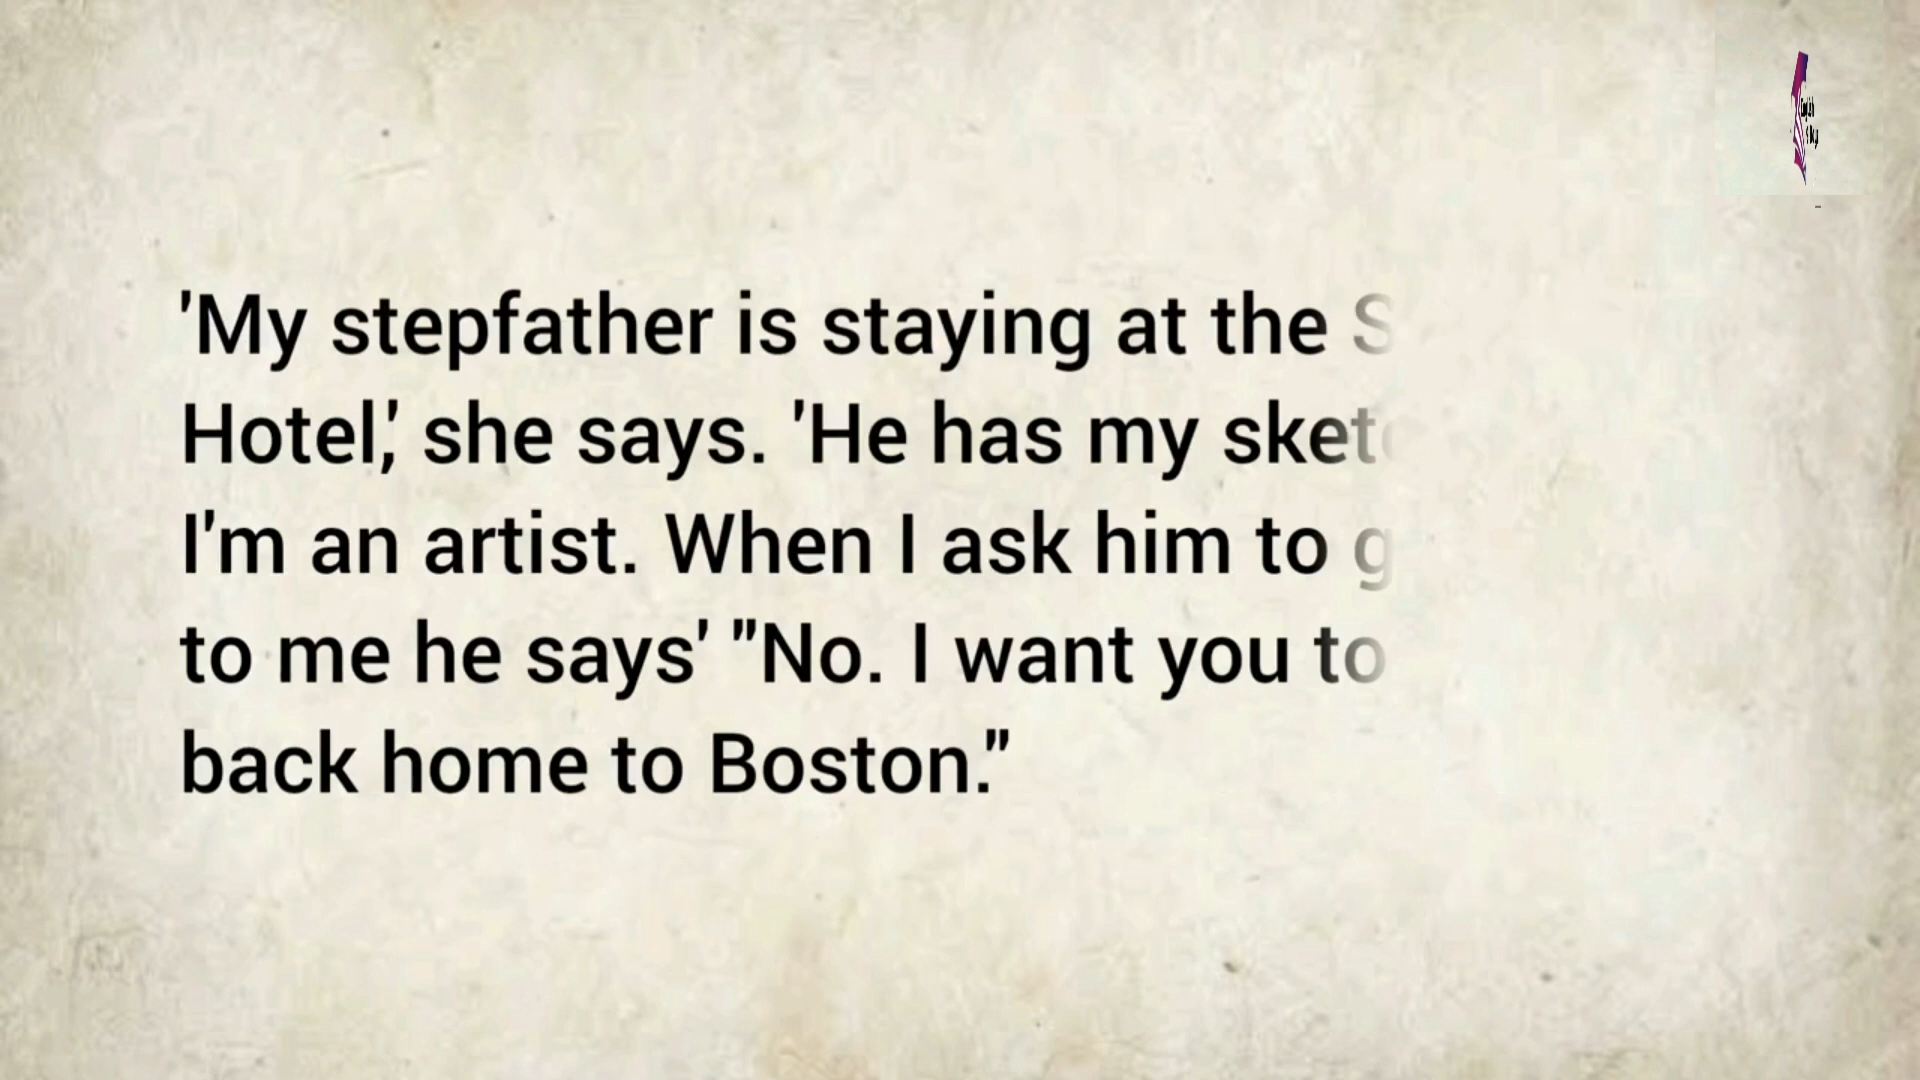 'My stepfather is staying at the
Hotel,' she says. 'He has my
I'm an artist. When I ask him to
to me he says' "No. I want you to
back home to Boston."
English